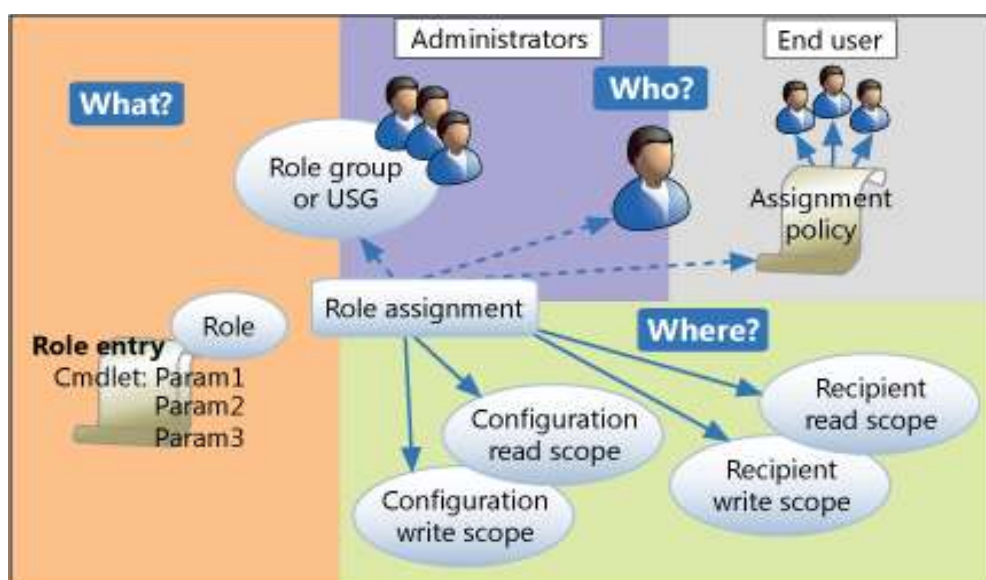 Administrators
End user
What?
Who?
Role group
or USG
Assignment
policy
Role assignment
Role
Where?
Role entry
Cmdlet: Param1
Param2
Param3
Recipient
read scope
Configuration
read scope
Recipient
write scope
Configuration
write scope